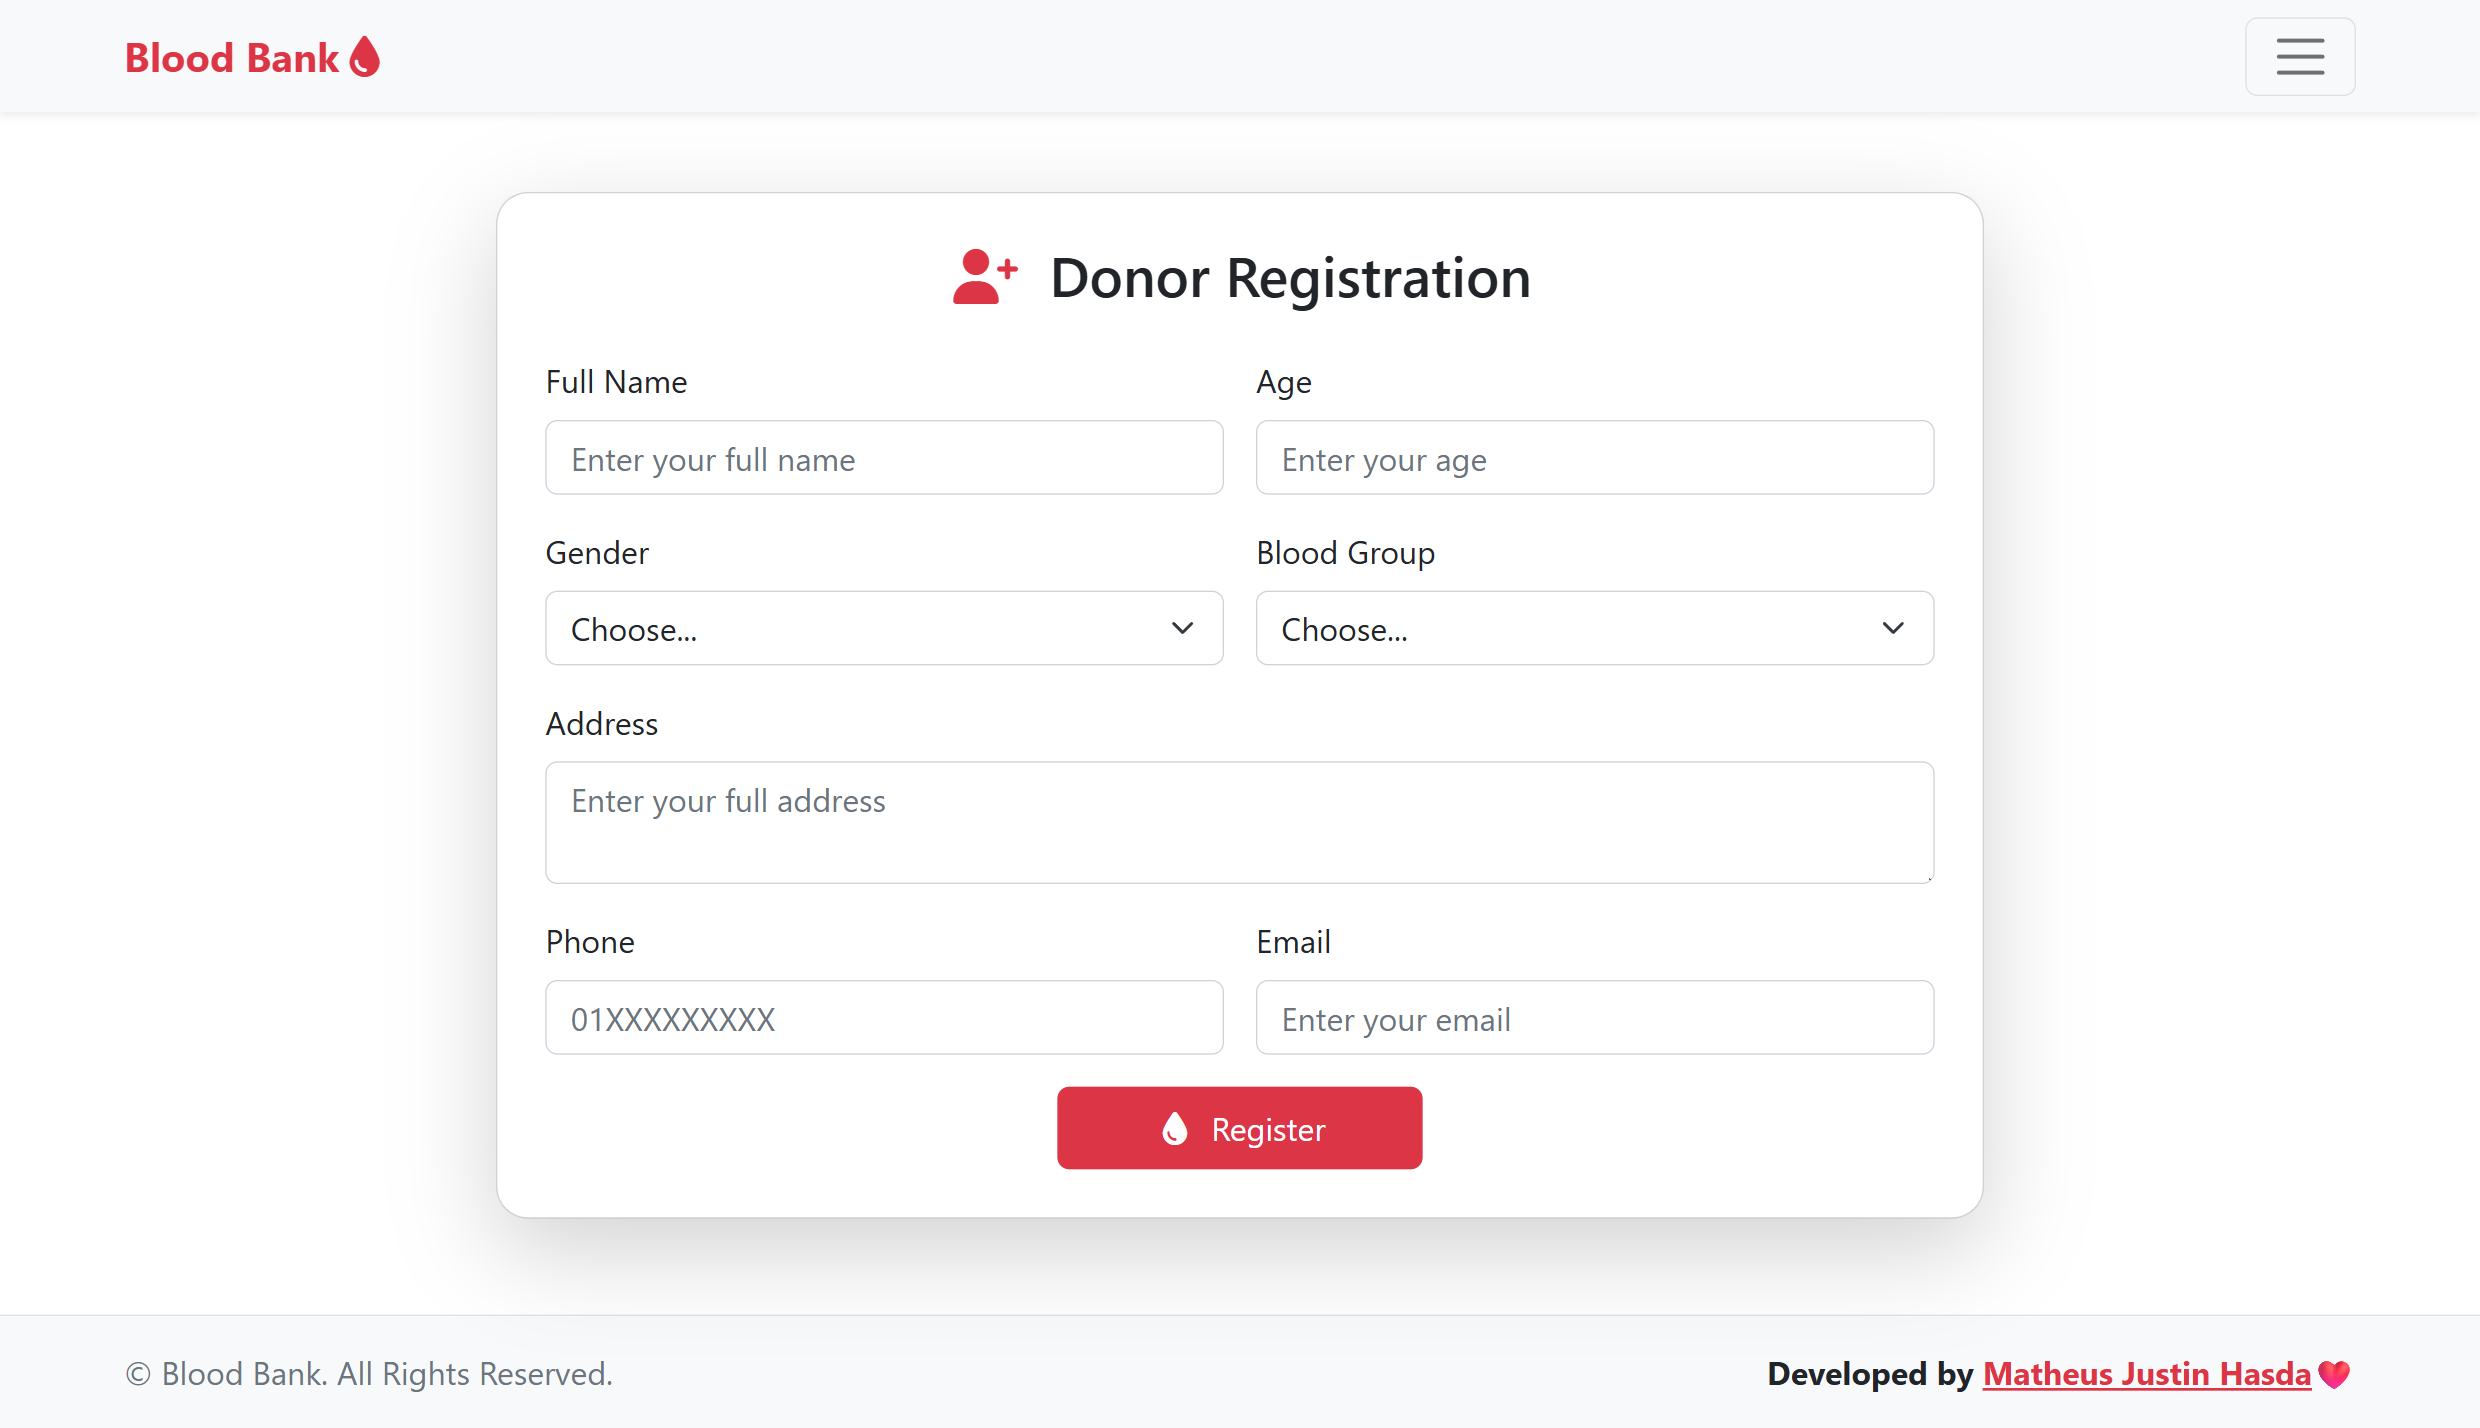 Blood Bank
Donor Registration
Full Name
Age
Enter your full name
Enter your age
Gender
Blood Group
Choose...
Choose...
Address
Enter your full address
Phone
Email
01XXXXXXXXX
Enter your email
Register
© Blood Bank. All Rights Reserved.
Developed by Matheus Justin Hasda